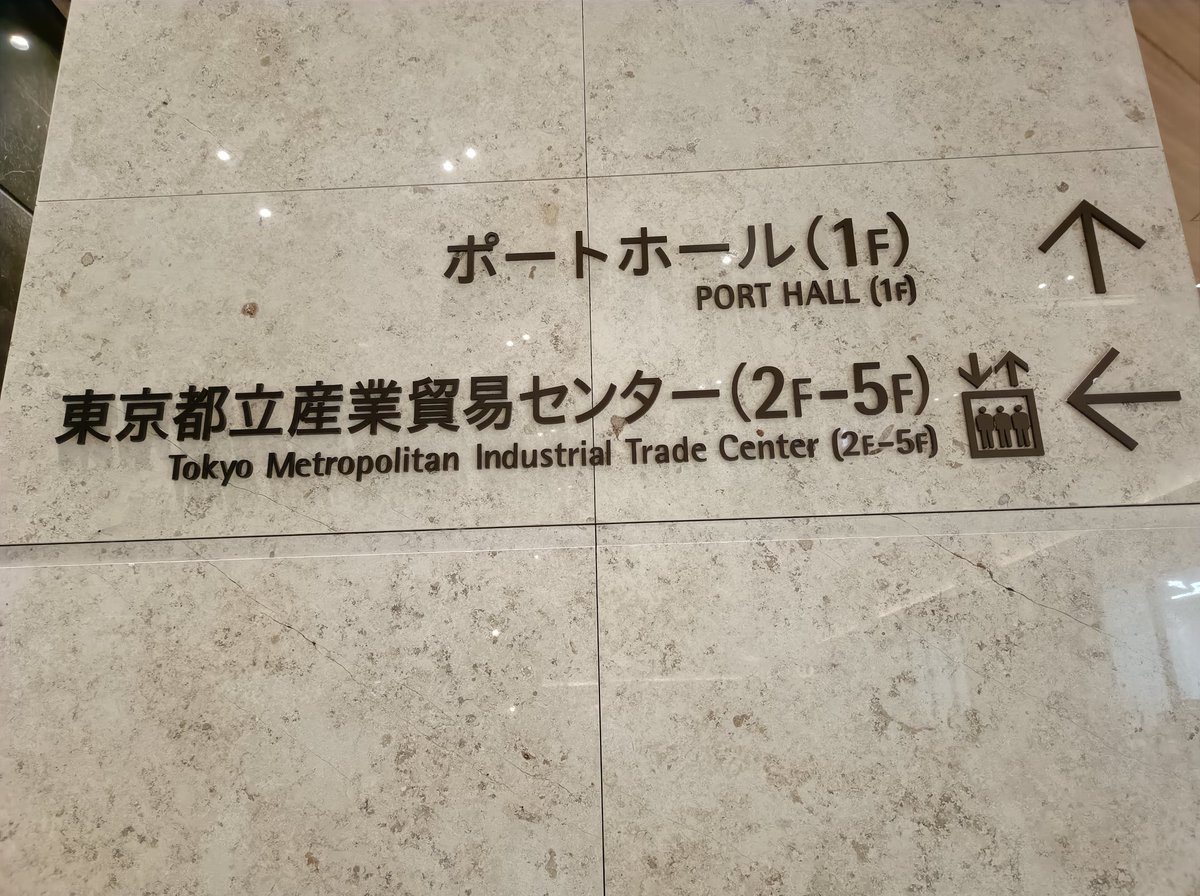 ポートホール(1F)
PORT HALL (1F)
東京都立産業貿易センター(2F-5F)
Tokyo Metropolitan Industrial Trade Center (2F-5F)